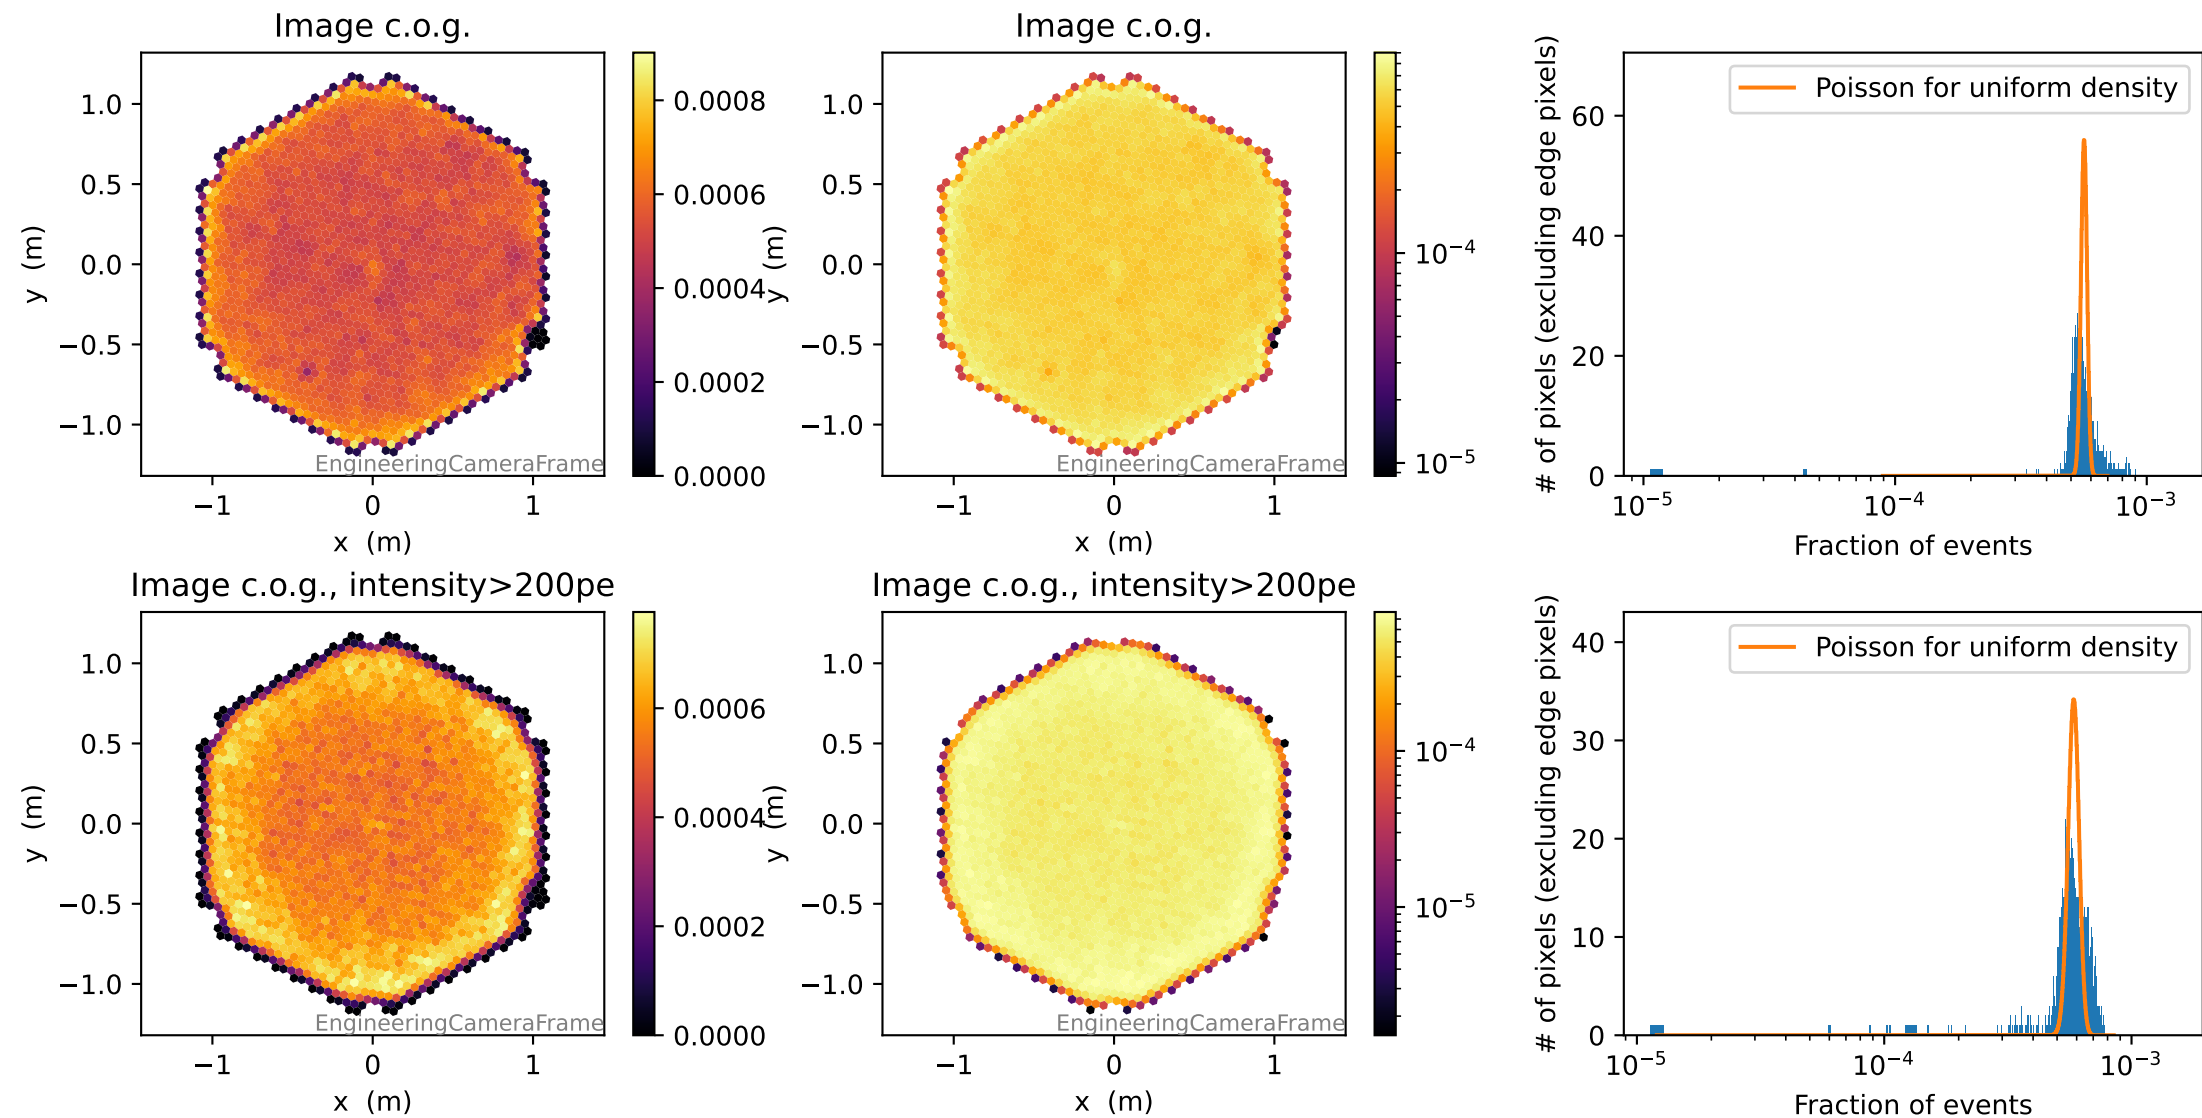 Image c.o.g.
1.0
0.5
0.0
−0.5
−1.0
y (m)
−1
0
1
x (m)
EngineeringCameraFrame
0.0008
0.0006
0.0004
0.0002
0.0000
Image c.o.g.
1.0
0.5
0.0
−0.5
−1.0
y (m)
−1
0
1
x (m)
EngineeringCameraFrame
10⁻⁴
10⁻⁵
Poisson for uniform density
# of pixels (excluding edge pixels)
60
40
20
0
10⁻⁵
10⁻⁴
10⁻³
Fraction of events
Image c.o.g., intensity>200pe
1.0
0.5
0.0
−0.5
−1.0
y (m)
−1
0
1
x (m)
EngineeringCameraFrame
0.0006
0.0004
0.0002
0.0000
Image c.o.g., intensity>200pe
1.0
0.5
0.0
−0.5
−1.0
y (m)
−1
0
1
x (m)
EngineeringCameraFrame
10⁻⁴
10⁻⁵
Poisson for uniform density
# of pixels (excluding edge pixels)
40
30
20
10
0
10⁻⁵
10⁻⁴
10⁻³
Fraction of events